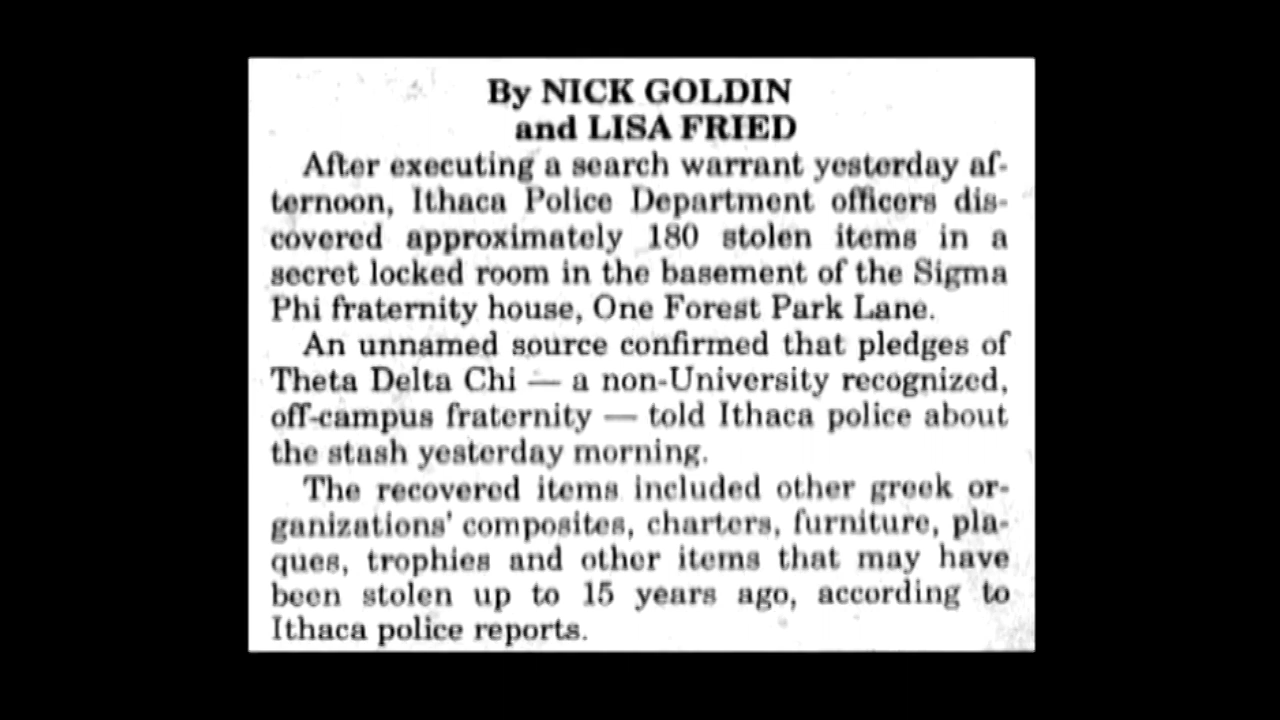 By NICK GOLDIN
and LISA FRIED
After executing a search warrant yesterday af-
ternoon, Ithaca Police Department officers dis-
covered approximately 180 stolen items in a
secret locked room in the basement of the Sigma
Phi fraternity house, One Forest Park Lane.
An unnamed source confirmed that pledges of
Theta Delta Chi — a non-University recognized,
off-campus fraternity — told Ithaca police about
the stash yesterday morning.
The recovered items included other greek or-
ganizations' composites, charters, furniture, pla-
ques, trophies and other items that may have
been stolen up to 15 years ago, according to
Ithaca police reports.